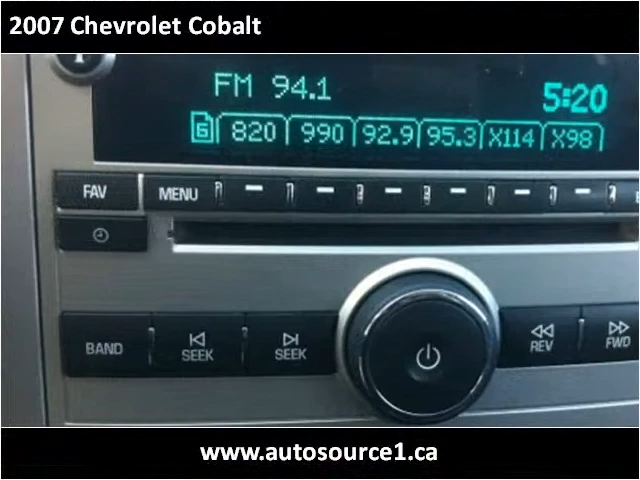 2007 Chevrolet Cobalt
FM 94.1 5:20
6 820 990 92.9 95.3 X114 X98
FAV MENU
BAND SEEK SEEK REV FWD
www.autosource1.ca